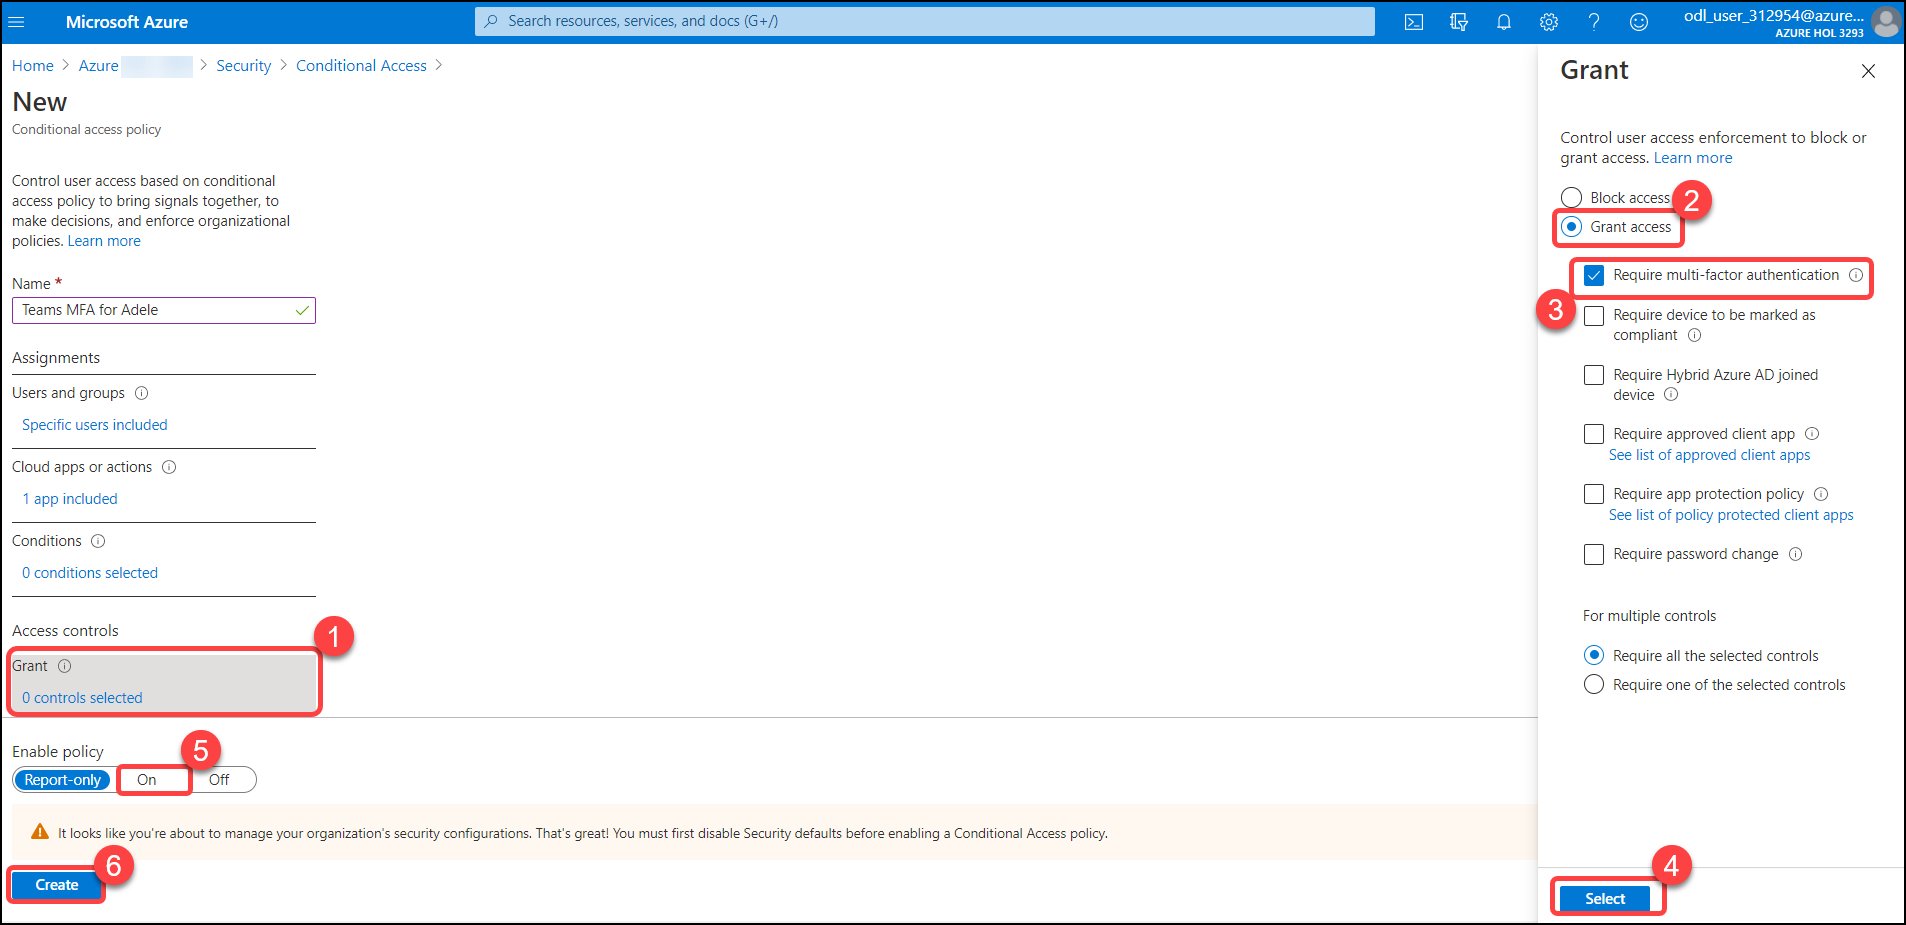 Microsoft Azure
Search resources, services, and docs (G+/)
odl_user_312954@azure...
AZURE HOL 3293
Home > Azure > Security > Conditional Access >
New
Conditional access policy
Control user access based on conditional
access policy to bring signals together, to
make decisions, and enforce organizational
policies. Learn more
Name *
Teams MFA for Adele
Assignments
Users and groups
Specific users included
Cloud apps or actions
1 app included
Conditions
0 conditions selected
Access controls
1
Grant
0 controls selected
Enable policy
5
Report-only On Off
It looks like you're about to manage your organization's security configurations. That's great! You must first disable Security defaults before enabling a Conditional Access policy.
6
Create
Grant
Control user access enforcement to block or
grant access. Learn more
Block access
2
Grant access
Require multi-factor authentication
3
Require device to be marked as
compliant
Require Hybrid Azure AD joined
device
Require approved client app
See list of approved client apps
Require app protection policy
See list of policy protected client apps
Require password change
For multiple controls
Require all the selected controls
Require one of the selected controls
4
Select